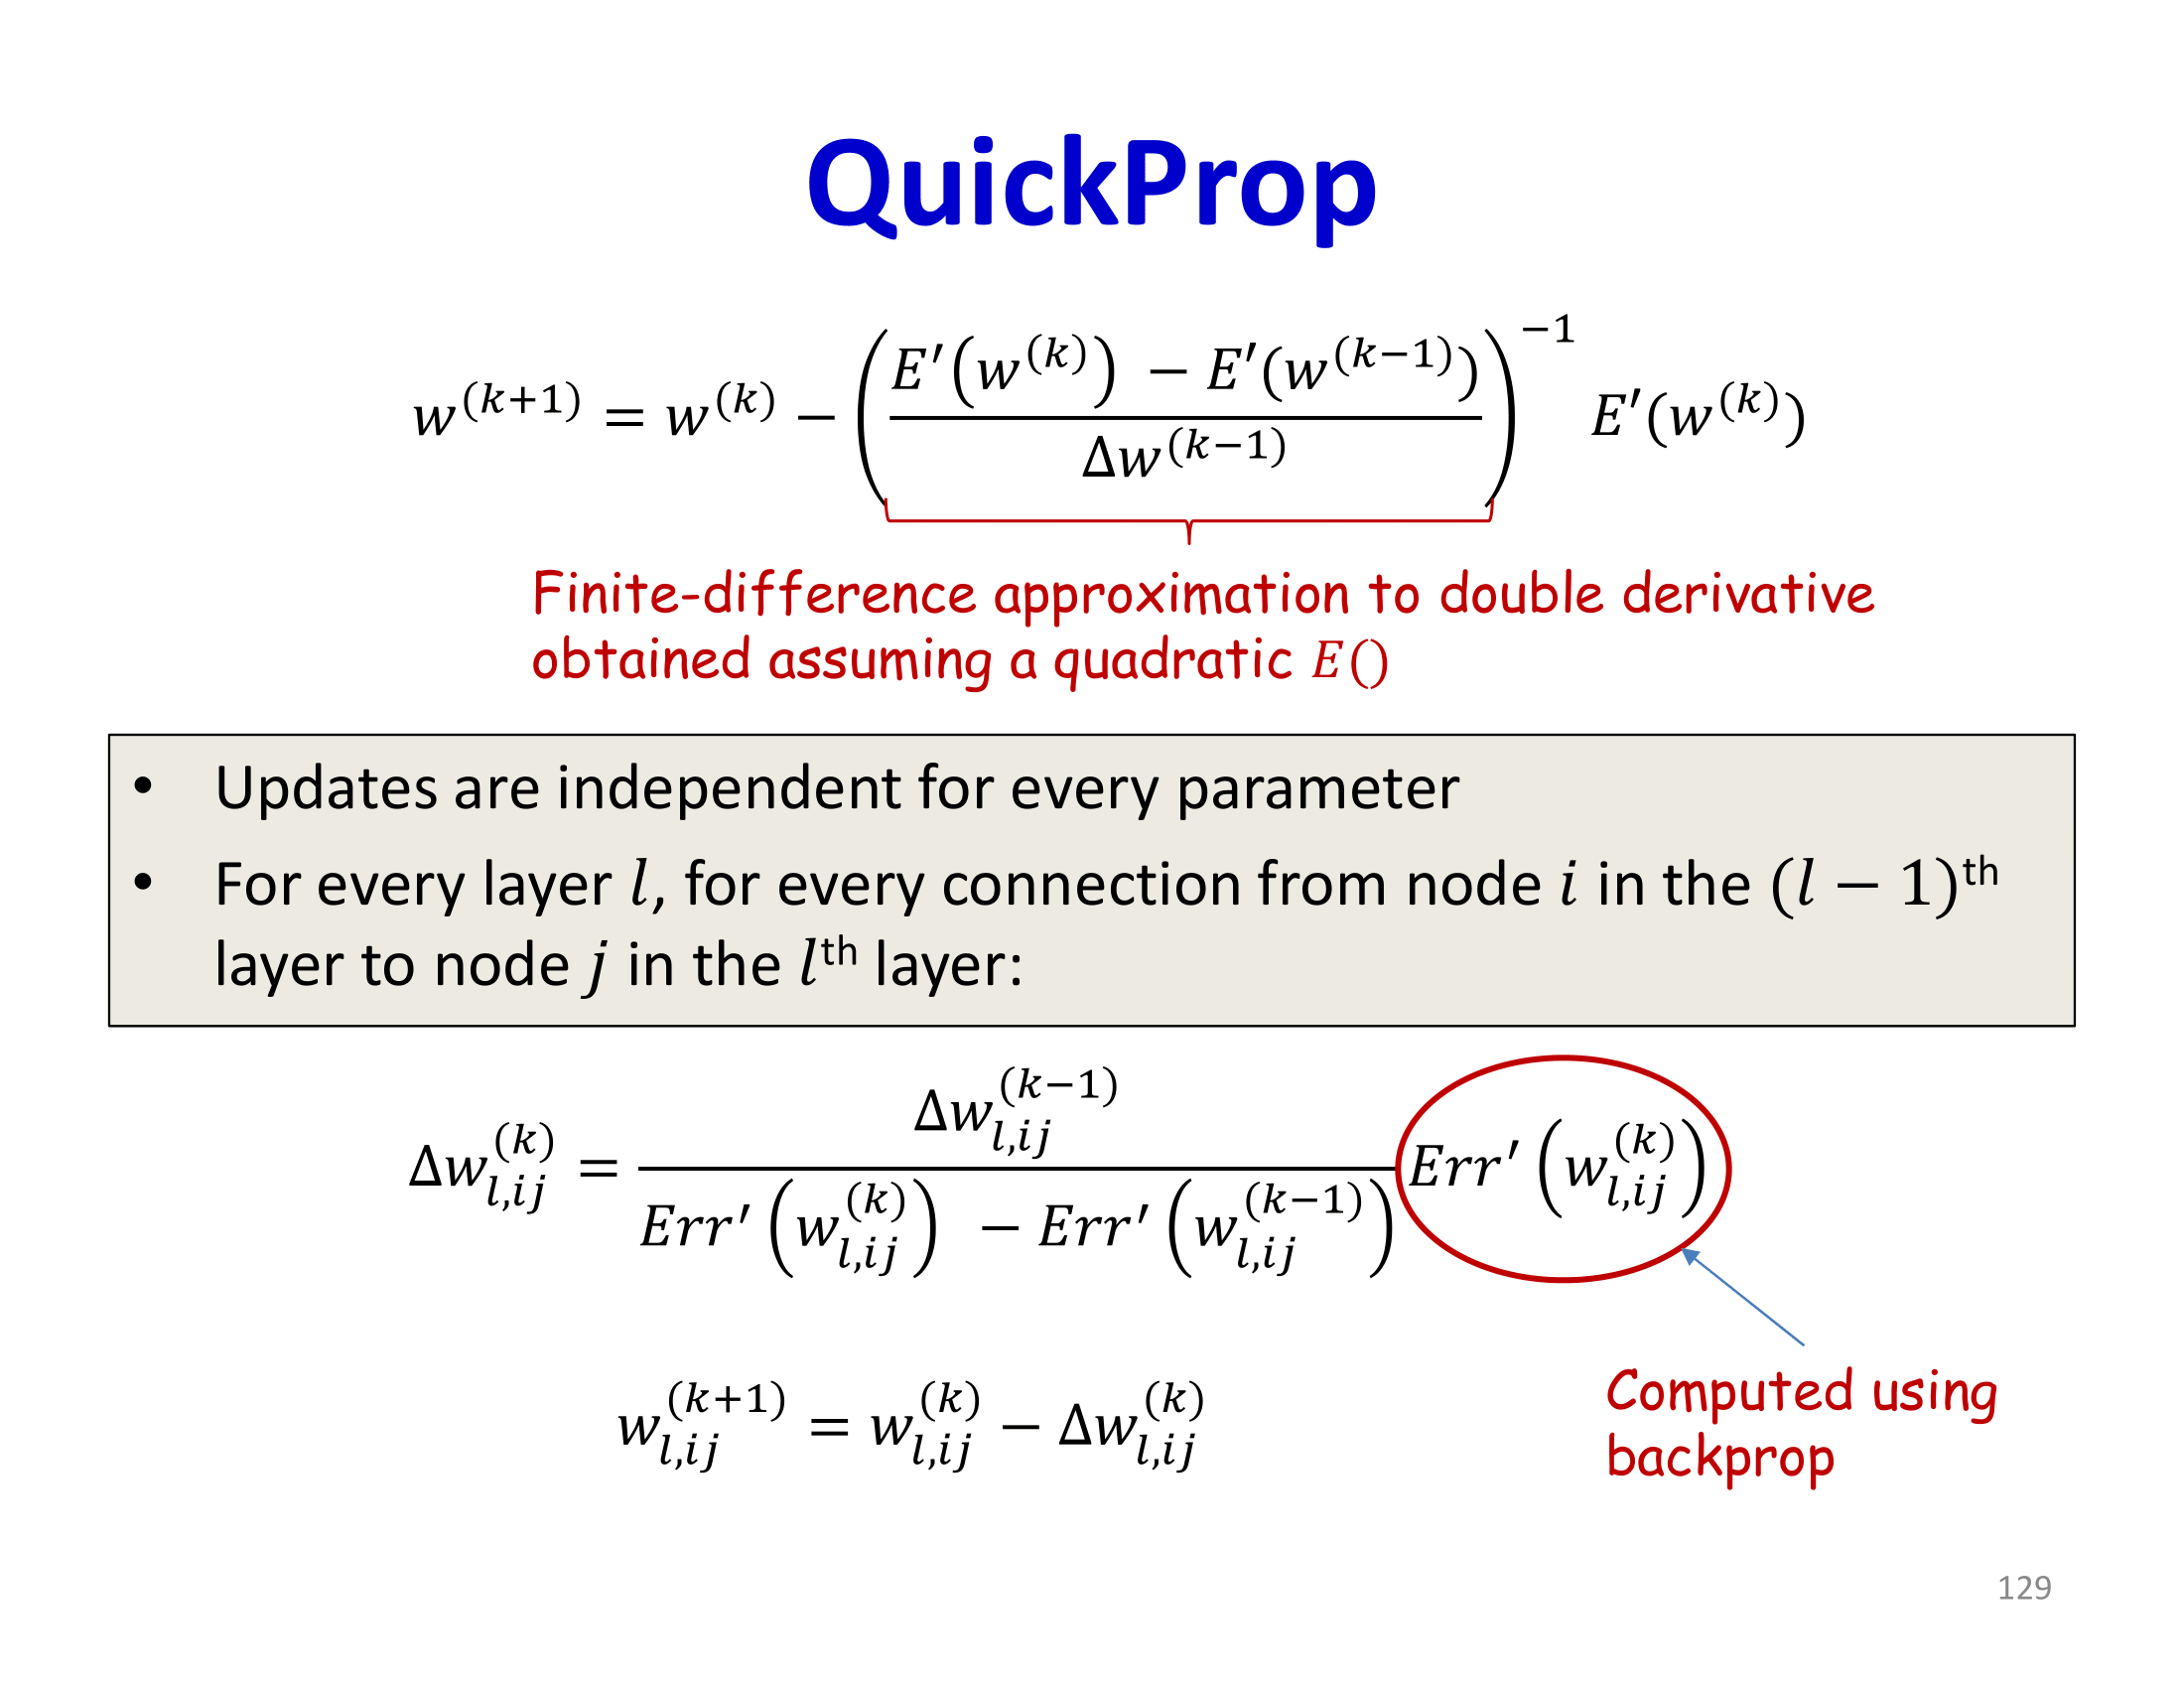 QuickProp
$w^{(k+1)} = w^{(k)} - \left( \frac{E'\left(w^{(k)}\right) - E'(w^{(k-1)})}{\Delta w^{(k-1)}} \right)^{-1} E'(w^{(k)})$
Finite-difference approximation to double derivative
obtained assuming a quadratic $E()$
• Updates are independent for every parameter
• For every layer $l$, for every connection from node $i$ in the $(l-1)^{\text{th}}$
layer to node $j$ in the $l^{\text{th}}$ layer:
$\Delta w_{l,ij}^{(k)} = \frac{\Delta w_{l,ij}^{(k-1)}}{Err'\left(w_{l,ij}^{(k)}\right) - Err'\left(w_{l,ij}^{(k-1)}\right)} Err'\left(w_{l,ij}^{(k)}\right)$
Computed using
backprop
$w_{l,ij}^{(k+1)} = w_{l,ij}^{(k)} - \Delta w_{l,ij}^{(k)}$
129